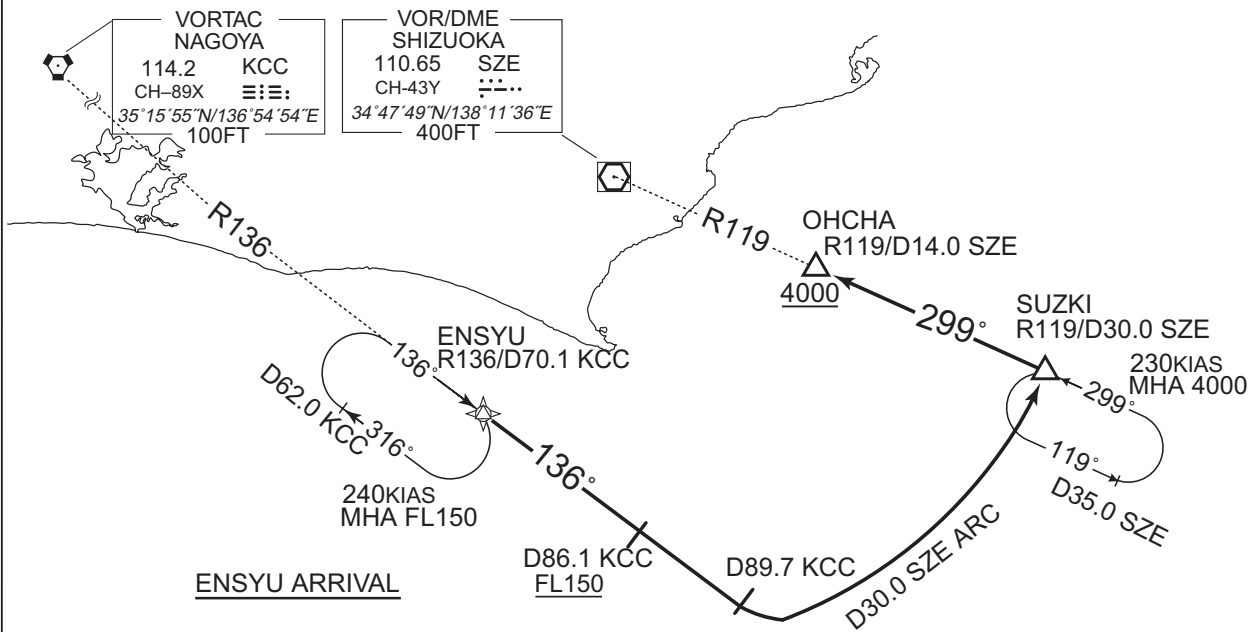 VORTAC
NAGOYA
114.2 KCC
CH–89X
35°15´55˝N/136°54´54˝E
100FT
VOR/DME
SHIZUOKA
110.65 SZE
CH-43Y
34°47´49˝N/138°11´36˝E
400FT
R136
R119
OHCHA
R119/D14.0 SZE
4000
299°
SUZKI
R119/D30.0 SZE
230KIAS
MHA 4000
299°
119°
D35.0 SZE
ENSYU
R136/D70.1 KCC
136°
D62.0 KCC
316°
240KIAS
MHA FL150
136°
D86.1 KCC
FL150
D89.7 KCC
D30.0 SZE ARC
ENSYU ARRIVAL